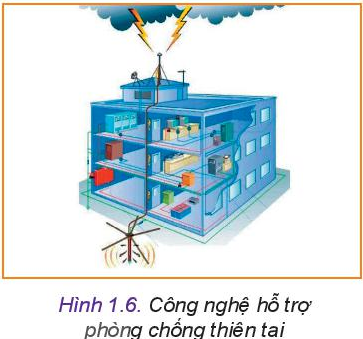 Hình 1.6. Công nghệ hỗ trợ
phòng chống thiên tai